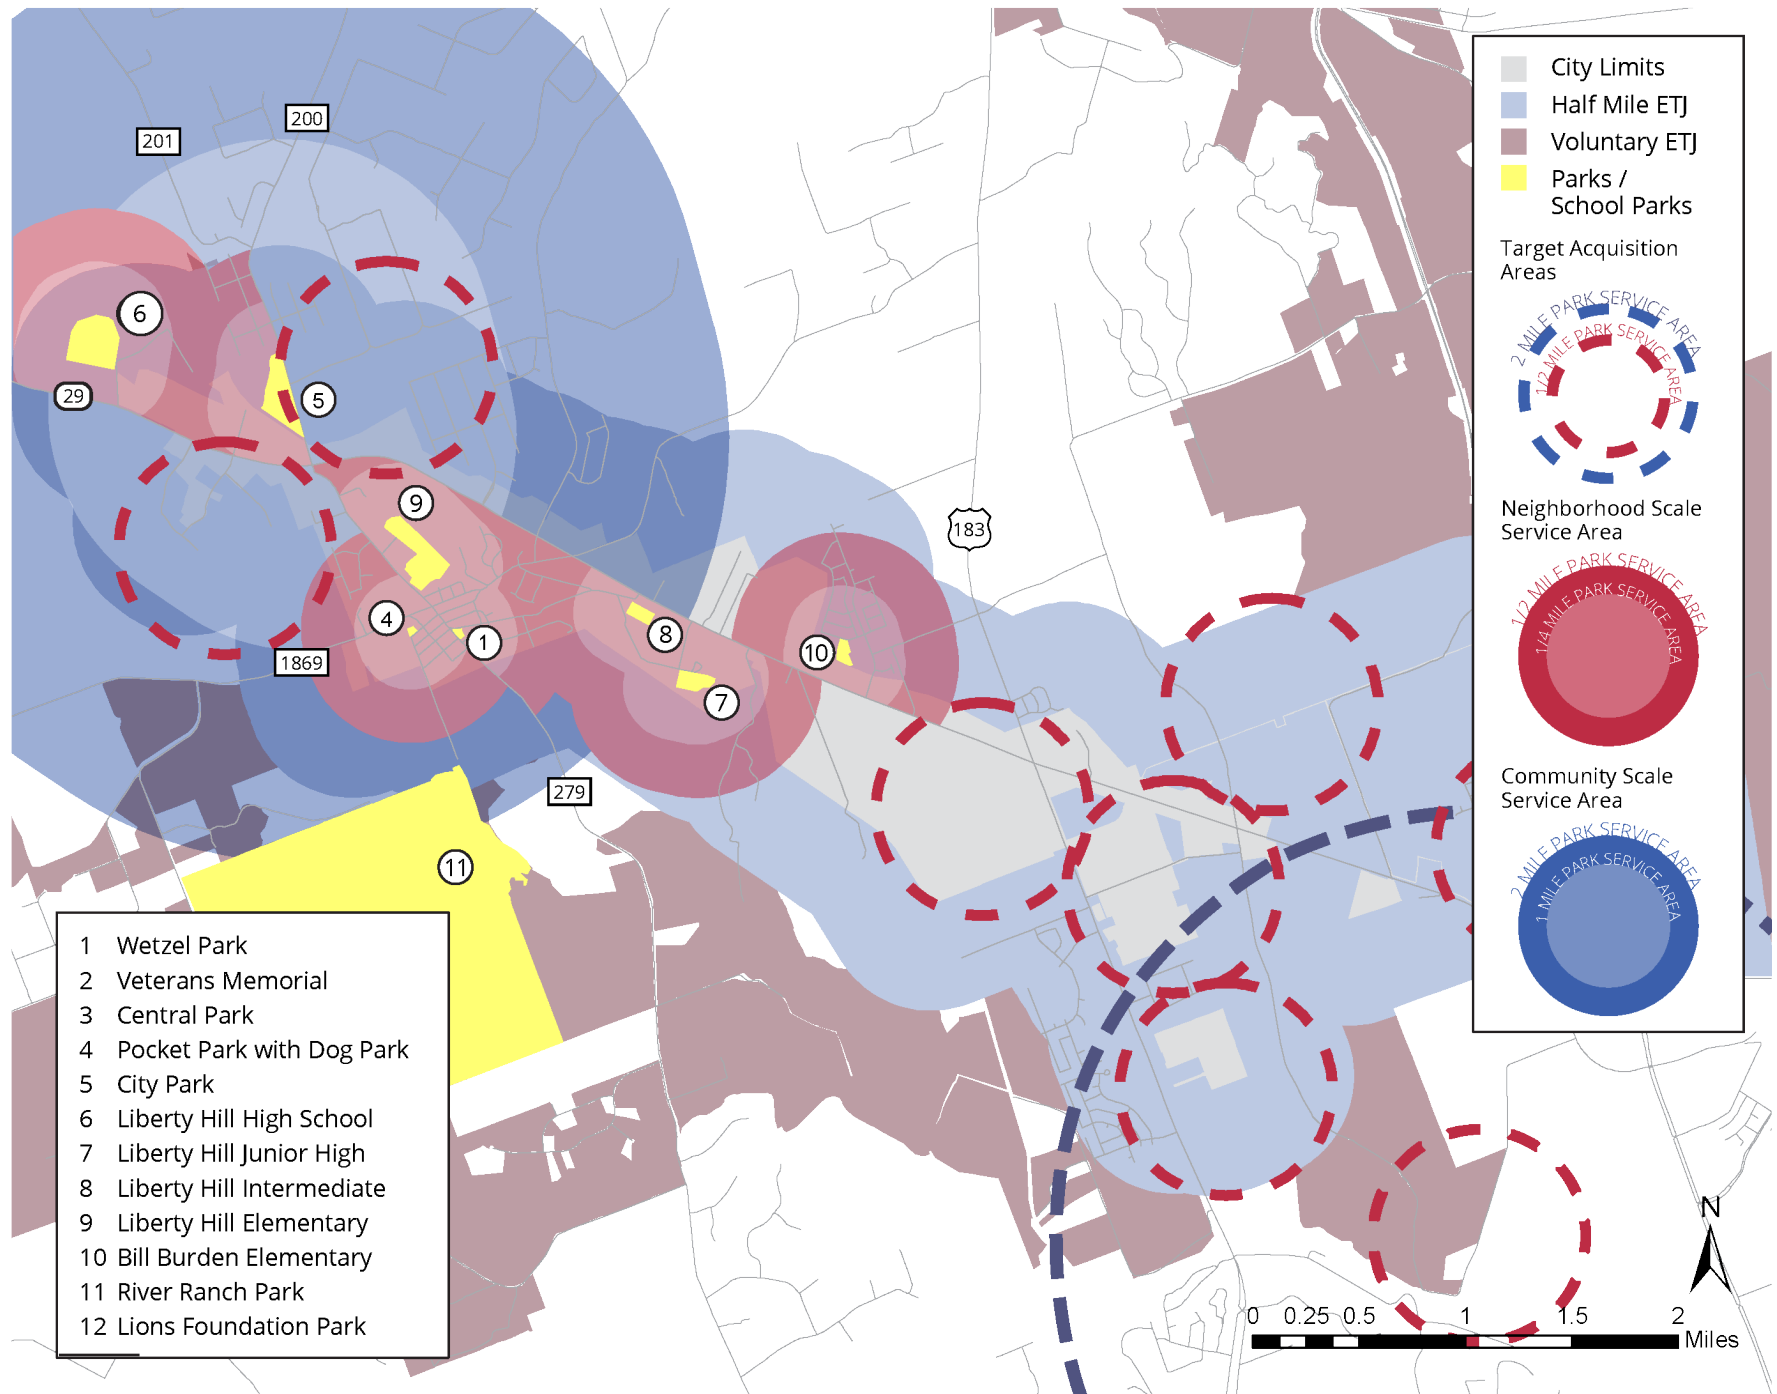 201
200
29
183
1869
279
6
5
9
4
1
8
7
10
11
City Limits
Half Mile ETJ
Voluntary ETJ
Parks /
School Parks
Target Acquisition
Areas
2 MILE PARK SERVICE AREA
1/2 MILE PARK SERVICE AREA
Neighborhood Scale
Service Area
1/2 MILE PARK SERVICE AREA
1/4 MILE PARK SERVICE AREA
Community Scale
Service Area
2 MILE PARK SERVICE AREA
1 MILE PARK SERVICE AREA
1 Wetzel Park
2 Veterans Memorial
3 Central Park
4 Pocket Park with Dog Park
5 City Park
6 Liberty Hill High School
7 Liberty Hill Junior High
8 Liberty Hill Intermediate
9 Liberty Hill Elementary
10 Bill Burden Elementary
11 River Ranch Park
12 Lions Foundation Park
N
0 0.25 0.5 1 1.5 2
Miles